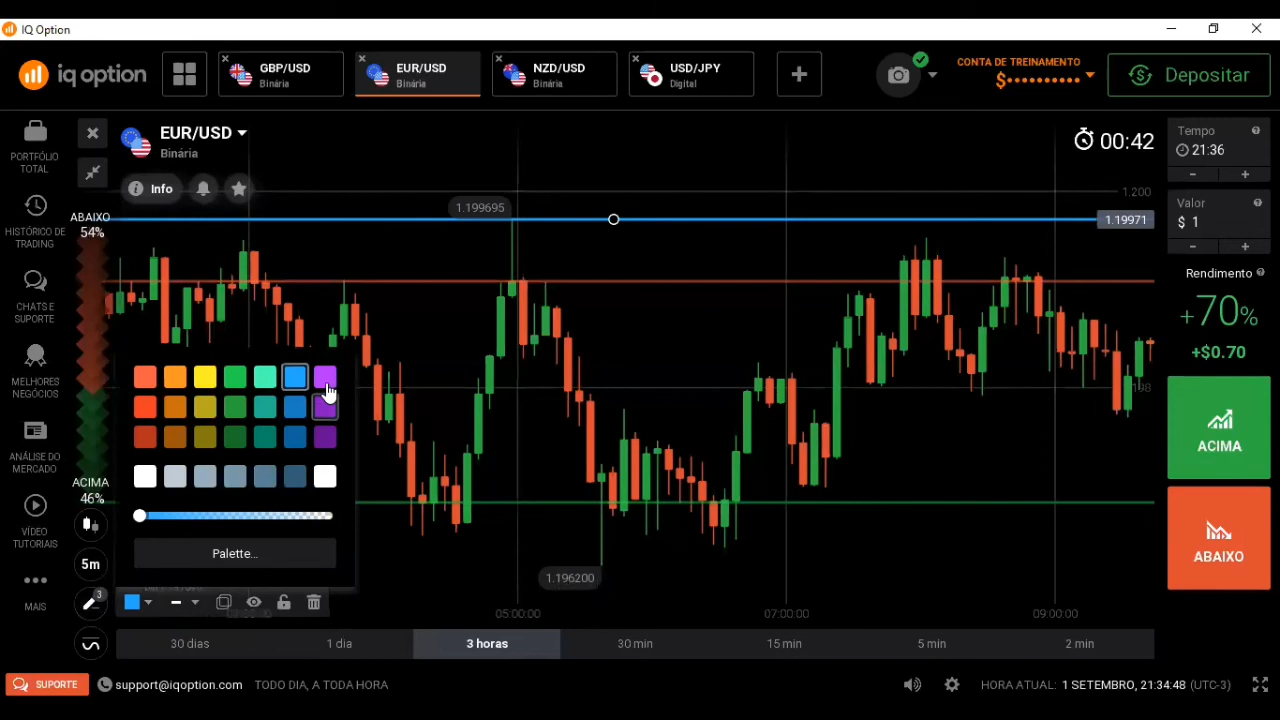 IQ Option
iq option
GBP/USD
Binária
EUR/USD
Binária
NZD/USD
Binária
USD/JPY
Digital
CONTA DE TREINAMENTO
$••••••••••
Depositar
PORTFÓLIO
TOTAL
HISTÓRICO DE
TRADING
CHATS E
SUPORTE
MELHORES
NEGÓCIOS
ANÁLISE DO
MERCADO
VÍDEO
TUTORIAIS
MAIS
EUR/USD
Binária
Info
ABAIXO
54%
ACIMA
46%
5m
3
Palette...
1.199695
1.196200
00:42
1.200
1.19971
05:00:00
07:00:00
09:00:00
30 dias
1 dia
3 horas
30 min
15 min
5 min
2 min
Tempo
21:36
- +
Valor
$ 1
- +
Rendimento
+70%
+$0.70
ACIMA
ABAIXO
SUPORTE
support@iqoption.com
TODO DIA, A TODA HORA
HORA ATUAL: 1 SETEMBRO, 21:34:48 (UTC-3)